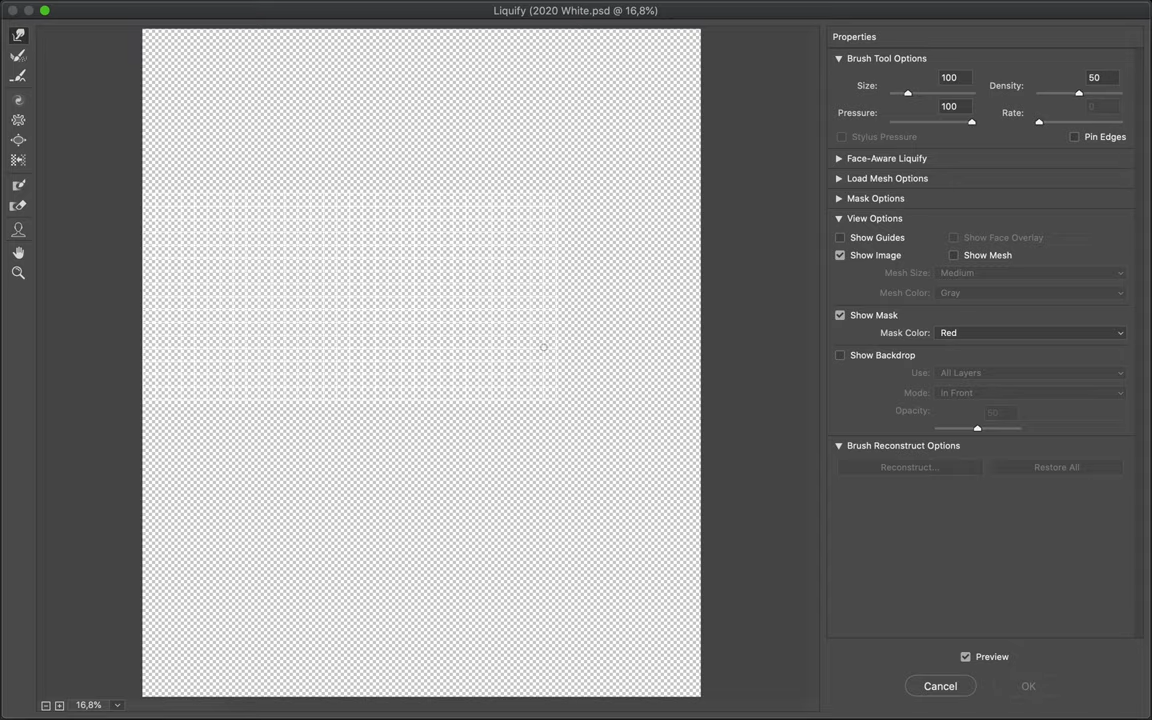 Liquify (2020 White.psd @ 16,8%)
Properties
Brush Tool Options
Size: 100 Density: 50
Pressure: 100 Rate: 0
Stylus Pressure Pin Edges
Face-Aware Liquify
Load Mesh Options
Mask Options
View Options
Show Guides Show Face Overlay
Show Image Show Mesh
Mesh Size: Medium
Mesh Color: Gray
Show Mask
Mask Color: Red
Show Backdrop
Use: All Layers
Mode: In Front
Opacity: 50
Brush Reconstruct Options
Reconstruct... Restore All
Preview
Cancel OK
16,8%